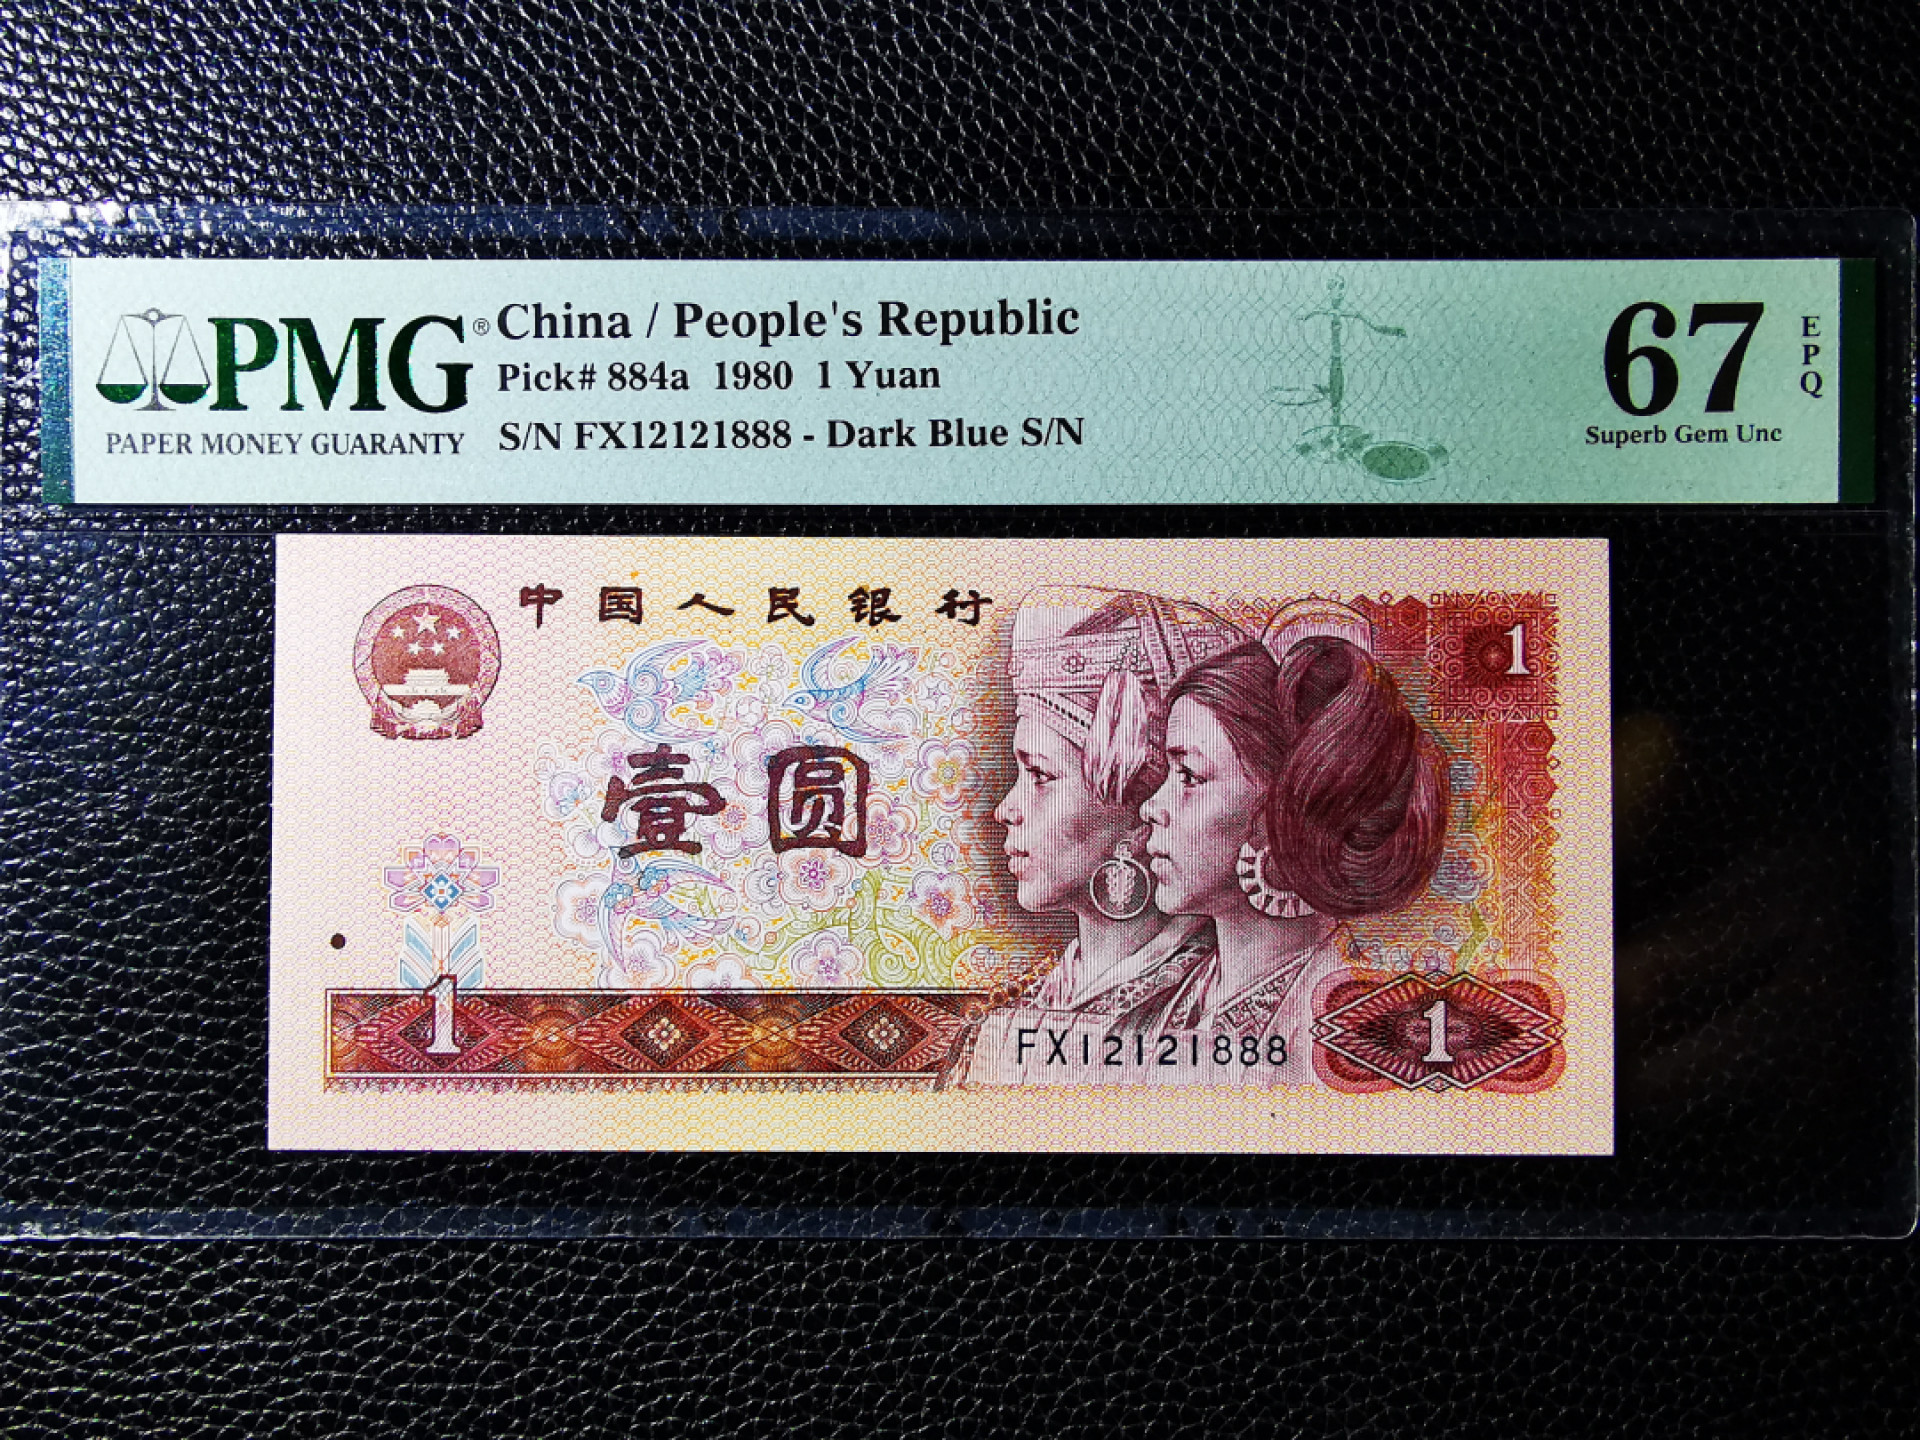 PMG®
PAPER MONEY GUARANTY
China / People's Republic
Pick# 884a 1980 1 Yuan
S/N FX12121888 - Dark Blue S/N
67
EPQ
Superb Gem Unc
中国人民银行
1
壹圆
1
FX12121888
1